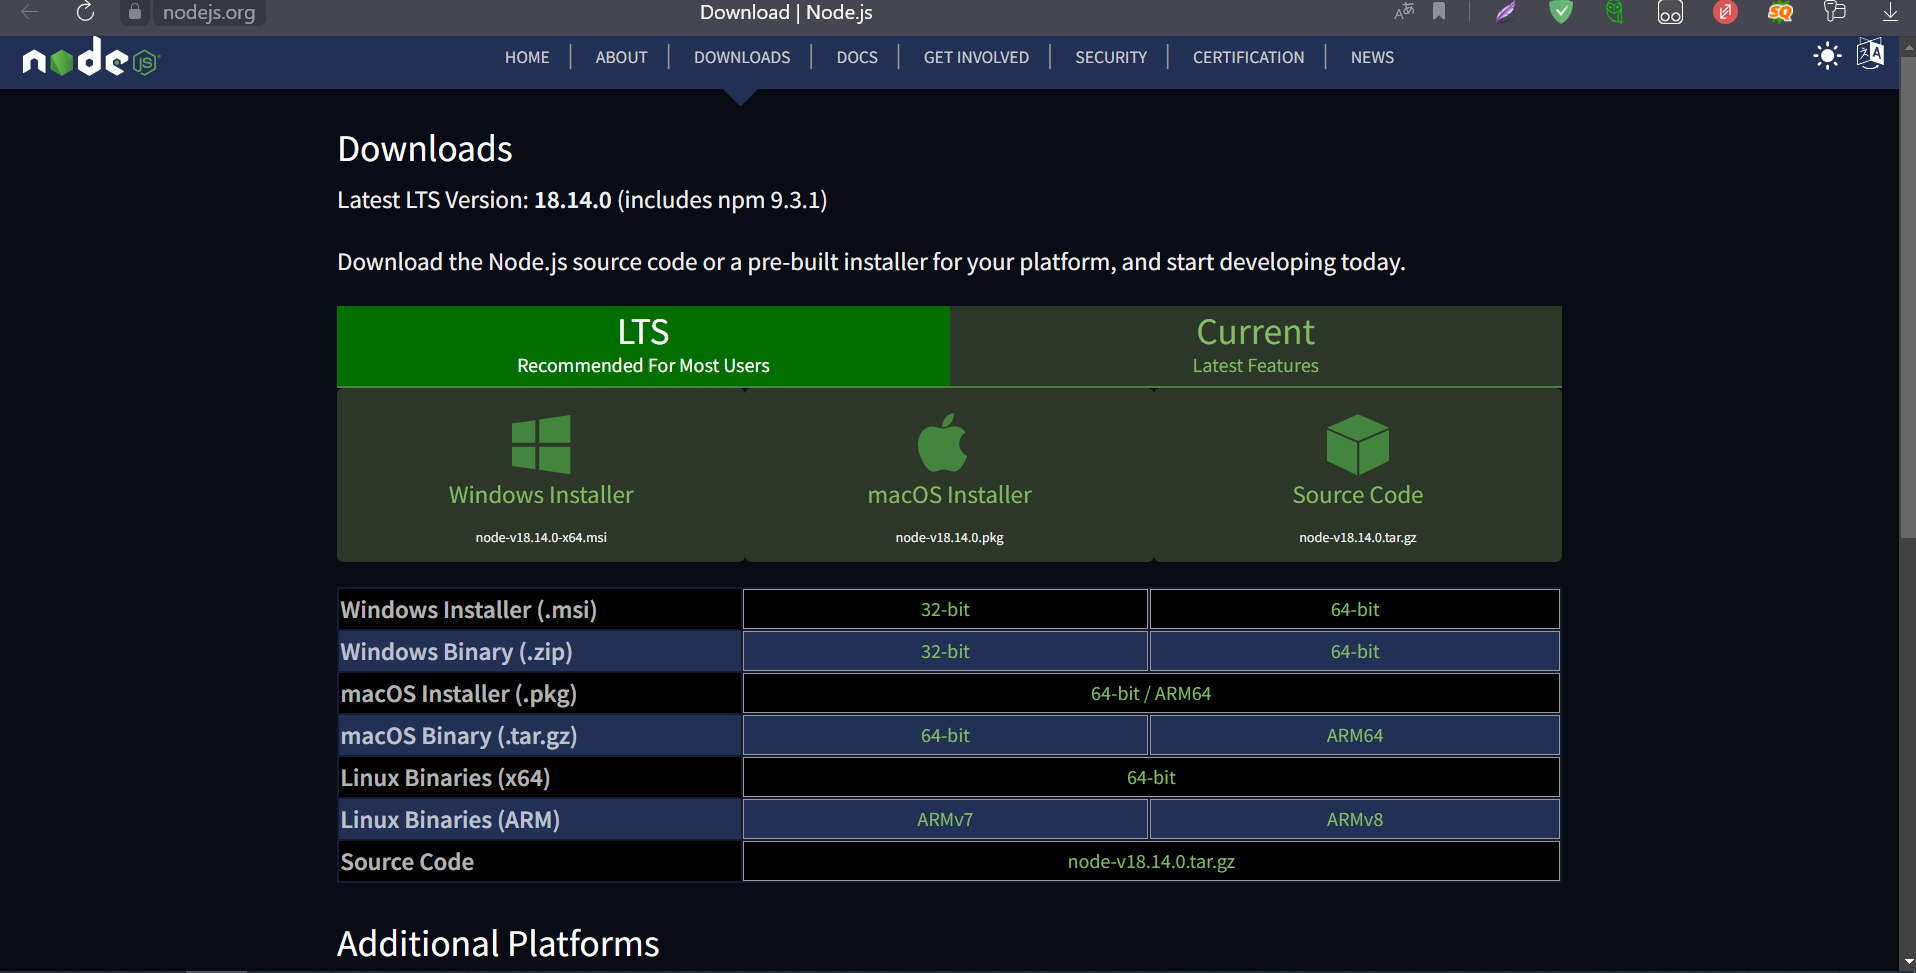 nodejs.org
Download | Node.js
node JS
HOME | ABOUT | DOWNLOADS | DOCS | GET INVOLVED | SECURITY | CERTIFICATION | NEWS
Downloads
Latest LTS Version: 18.14.0 (includes npm 9.3.1)
Download the Node.js source code or a pre-built installer for your platform, and start developing today.
LTS
Recommended For Most Users
Current
Latest Features
Windows Installer
node-v18.14.0-x64.msi
macOS Installer
node-v18.14.0.pkg
Source Code
node-v18.14.0.tar.gz
Windows Installer (.msi) 32-bit 64-bit
Windows Binary (.zip) 32-bit 64-bit
macOS Installer (.pkg) 64-bit / ARM64
macOS Binary (.tar.gz) 64-bit ARM64
Linux Binaries (x64) 64-bit
Linux Binaries (ARM) ARMv7 ARMv8
Source Code node-v18.14.0.tar.gz
Additional Platforms